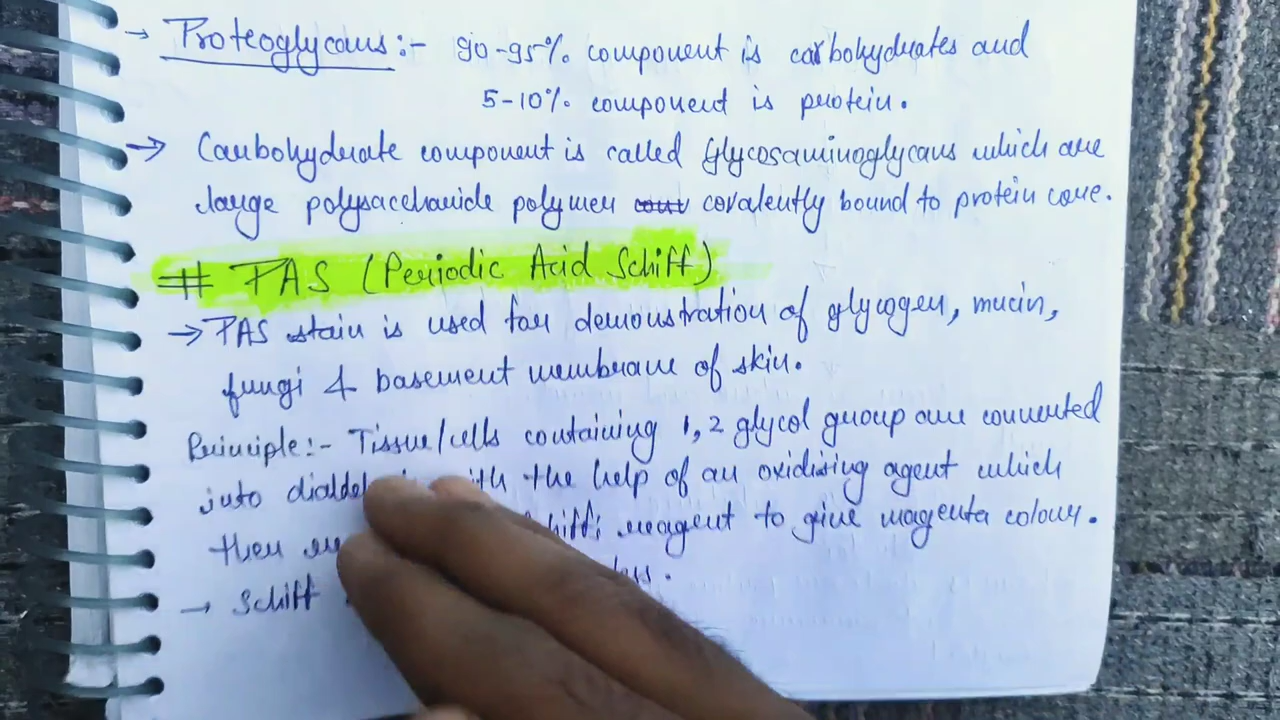 → Proteoglycans :- 90-95% component is carbohydrates and
5-10% component is protein.
→ Carbohydrate component is called Glycosaminoglycans which are
large polysaccharide polymer covalently bound to protein core.
# PAS (Periodic Acid Schiff)
→ PAS stain is used for demonstration of glycogen, mucin,
fungi & basement membrane of skin.
Principle:- Tissue/cells containing 1,2 glycol group are converted
into the help of an oxidising agent which
then reagent to give magenta colour.
→ Schiff